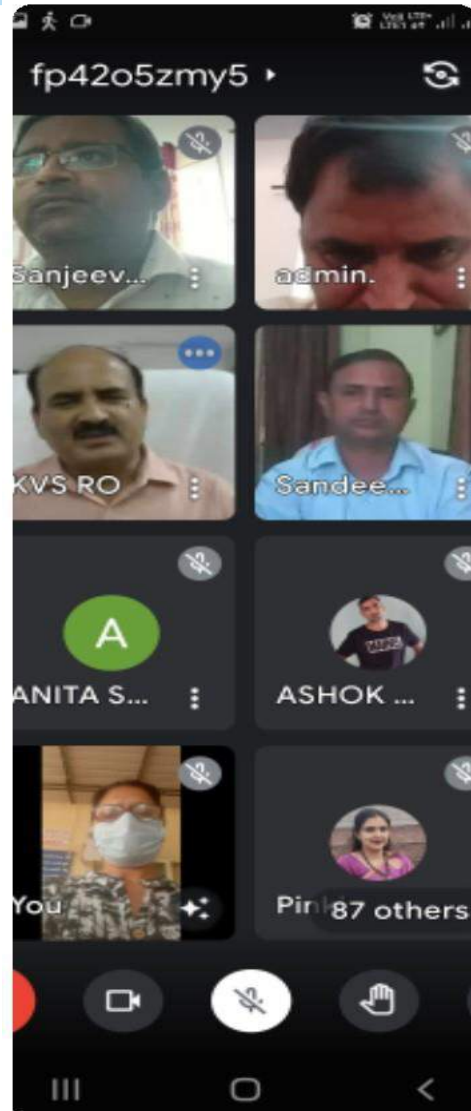 fp42o5zmy5
Sanjeev...
admin.
KVS RO
Sandee...
A
ANITA S...
ASHOK ...
You
87 others